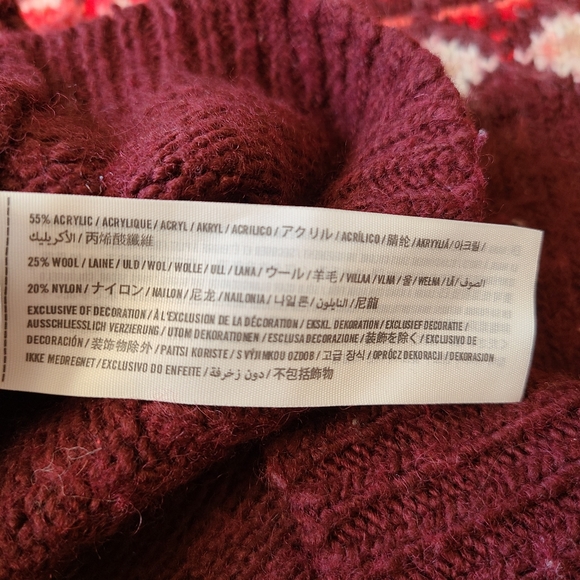 55% ACRYLIC / ACRYLIQUE / ACRYL / AKRYL / ACRILICO / アクリル / ACRÍLICO / 腈纶 / AKRYYLIÄ / 아크릴 /
الأكريليك / 丙烯酸纖維
25% WOOL / LAINE / ULD / WOL / WOLLE / ULL / LANA / ウール / 羊毛 / VILLAA / VLNA / 울 / WEŁNA / LÃ / الصوف
20% NYLON / ナイロン / NAILON / 尼龙 / NAILONIA / 나일론 / النايلون / 尼龍
EXCLUSIVE OF DECORATION / À L'EXCLUSION DE LA DÉCORATION / EKSKL. DEKORATION / EXCLUSIEF DECORATIE /
AUSSCHLIESSLICH VERZIERUNG / UTOM DEKORATIONEN / ESCLUSA DECORAZIONE / 装飾を除く / EXCLUSIVO DE
DECORACIÓN / 装饰物除外 / PAITSI KORISTE / S VÝJIMKOU OZDOB / 고급 장식 / OPRÓCZ DEKORACJI / DEKORASJON
IKKE MEDREGNET / EXCLUSIVO DO ENFEITE / دون زخرفة / 不包括飾物